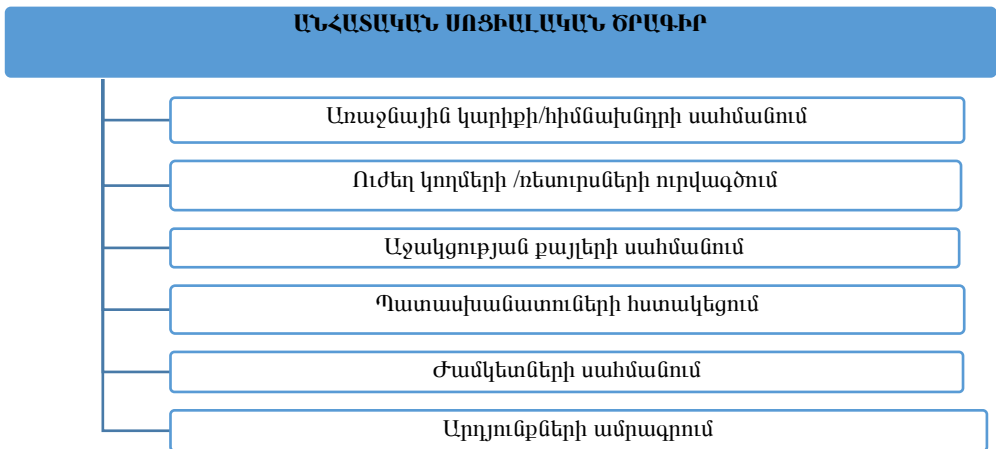 ԱՆՀԱՏԱԿԱՆ ՍՈՑԻԱԼԱԿԱՆ ԾՐԱԳԻՐ
Առաջնային կարիքի/հիմնախնդրի սահմանում
Ուժեղ կողմերի /ռեսուրսների ուրվագծում
Աջակցության քայլերի սահմանում
Պատասխանատուների հստակեցում
Ժամկետների սահմանում
Արդյունքների ամրագրում